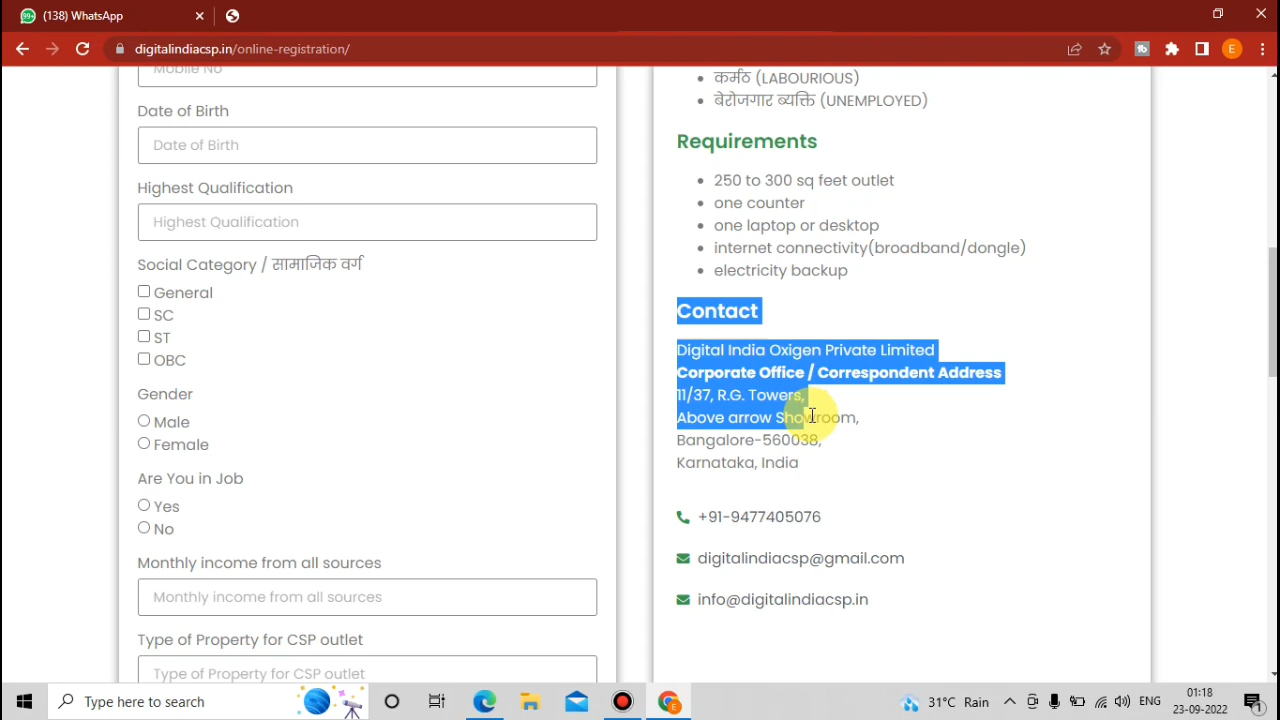 (138) WhatsApp
digitalindiacsp.in/online-registration/
E
Mobile No
Date of Birth
Date of Birth
Highest Qualification
Highest Qualification
Social Category / सामाजिक वर्ग
General
SC
ST
OBC
Gender
Male
Female
Are You in Job
Yes
No
Monthly income from all sources
Monthly income from all sources
Type of Property for CSP outlet
Type of Property for CSP outlet
कर्मठ (LABOURIOUS)
बेरोजगार ब्यक्ति (UNEMPLOYED)
Requirements
250 to 300 sq feet outlet
one counter
one laptop or desktop
internet connectivity(broadband/dongle)
electricity backup
Contact
Digital India Oxigen Private Limited
Corporate Office / Correspondent Address
11/37, R.G. Towers,
Above arrow Showroom,
Bangalore-560038,
Karnataka, India
+91-9477405076
digitalindiacsp@gmail.com
info@digitalindiacsp.in
Type here to search
31°C Rain
ENG
01:18
23-09-2022
1